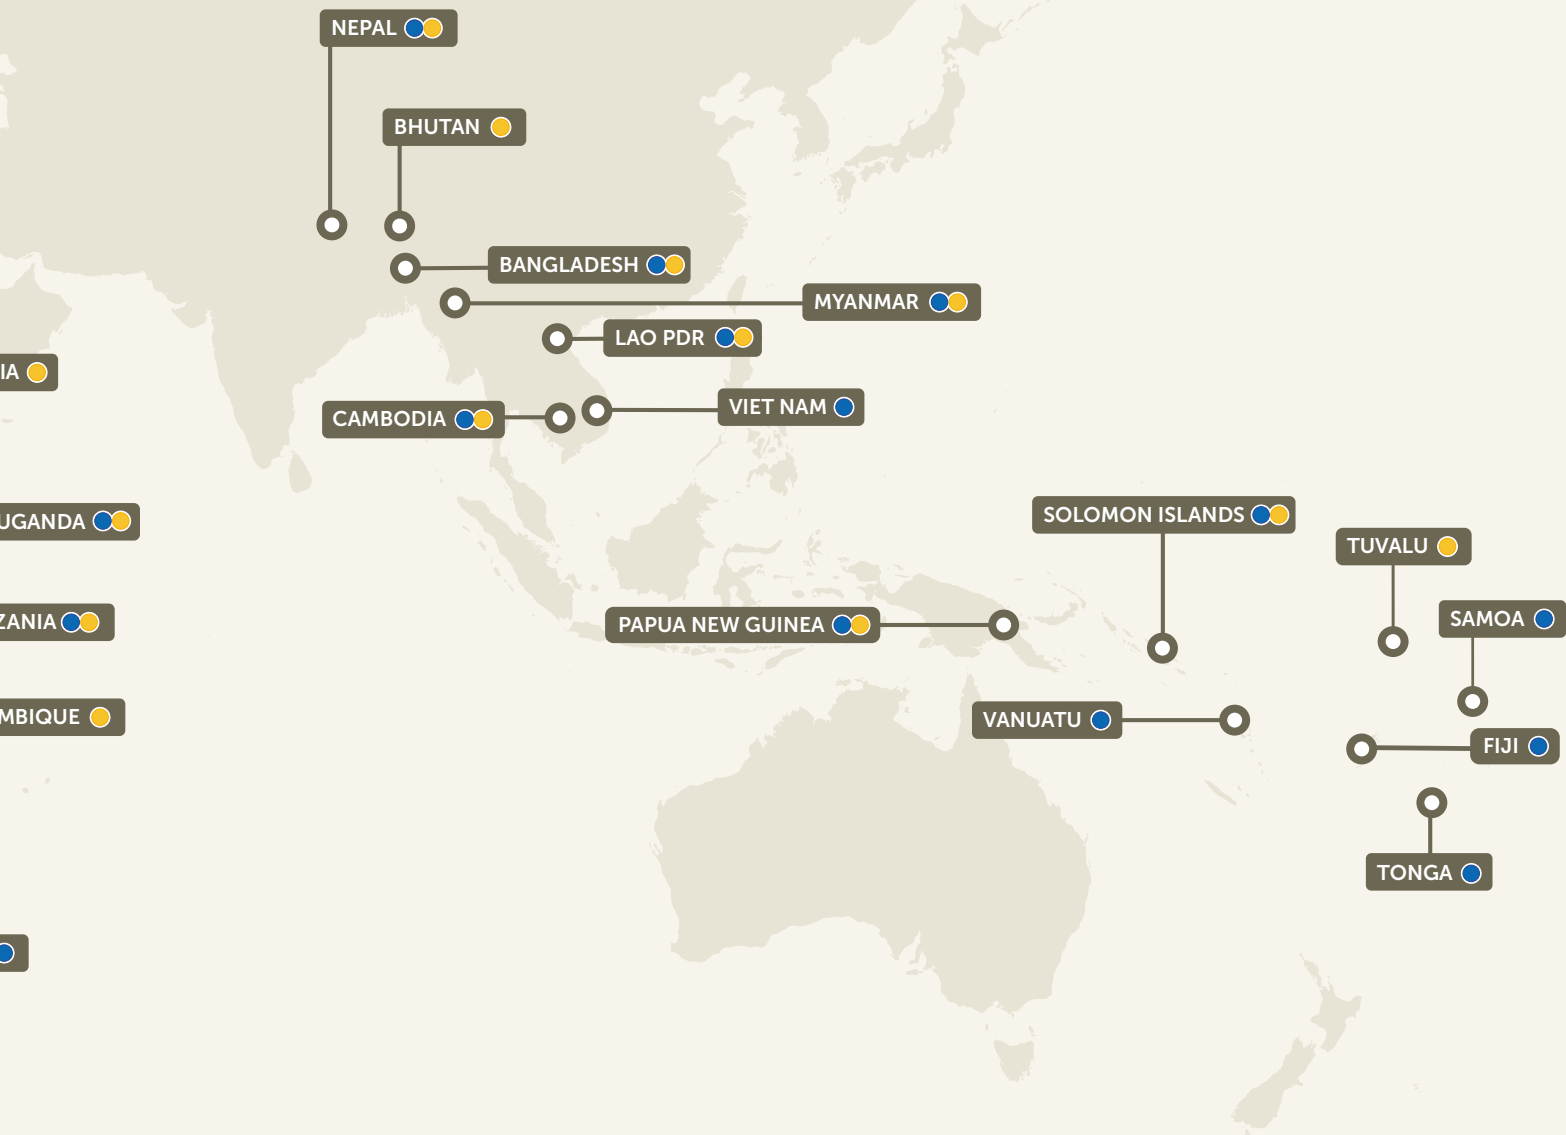 NEPAL
BHUTAN
BANGLADESH
MYANMAR
LAO PDR
IA
VIET NAM
CAMBODIA
SOLOMON ISLANDS
UGANDA
TUVALU
SAMOA
ZANIA
PAPUA NEW GUINEA
MBIQUE
VANUATU
FIJI
TONGA